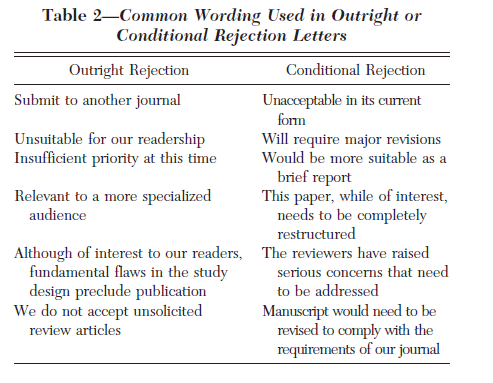 Table 2—Common Wording Used in Outright or
Conditional Rejection Letters
Outright Rejection Conditional Rejection
Submit to another journal Unacceptable in its current
form
Unsuitable for our readership Will require major revisions
Insufficient priority at this time Would be more suitable as a
brief report
Relevant to a more specialized This paper, while of interest,
audience needs to be completely
restructured
Although of interest to our readers, The reviewers have raised
fundamental flaws in the study serious concerns that need
design preclude publication to be addressed
We do not accept unsolicited Manuscript would need to be
review articles revised to comply with the
requirements of our journal